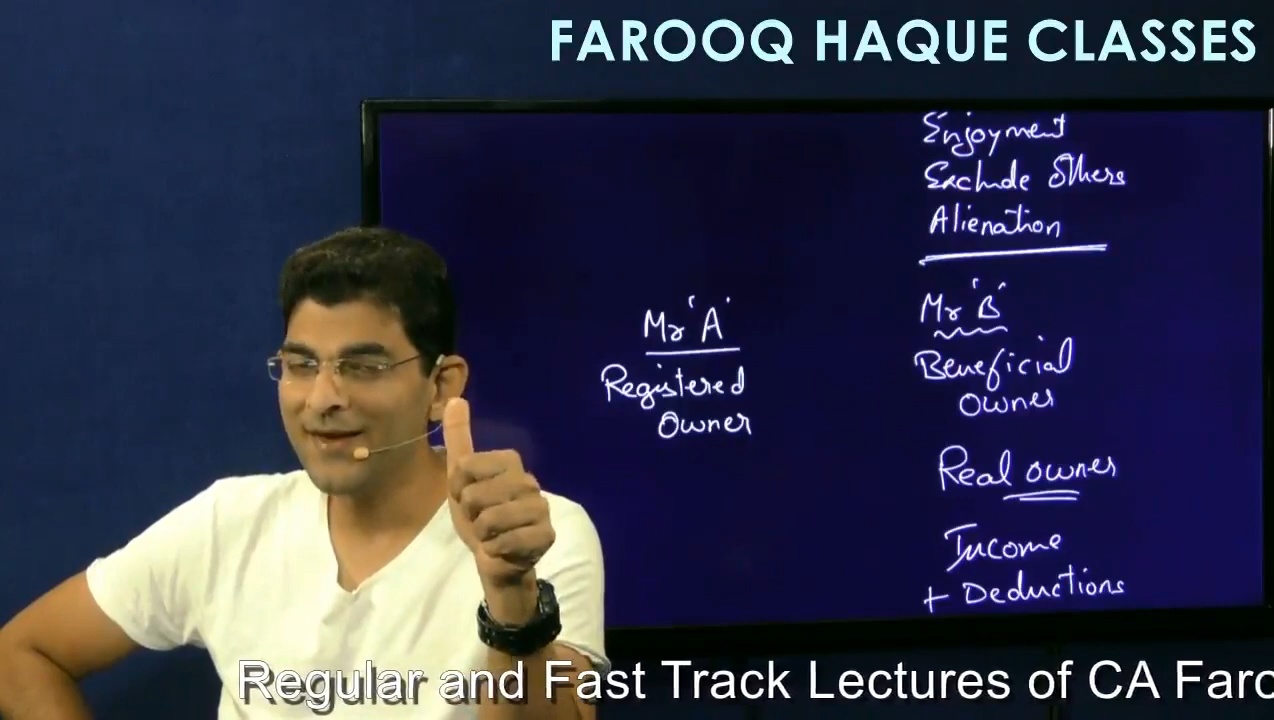 FAROOQ HAQUE CLASSES
Enjoyment
Exclude Others
Alienation
Mr 'A'
Registered
Owner
Mr 'B'
Beneficial
Owner
Real owner
Income
+ Deductions
Regular and Fast Track Lectures of CA Faro